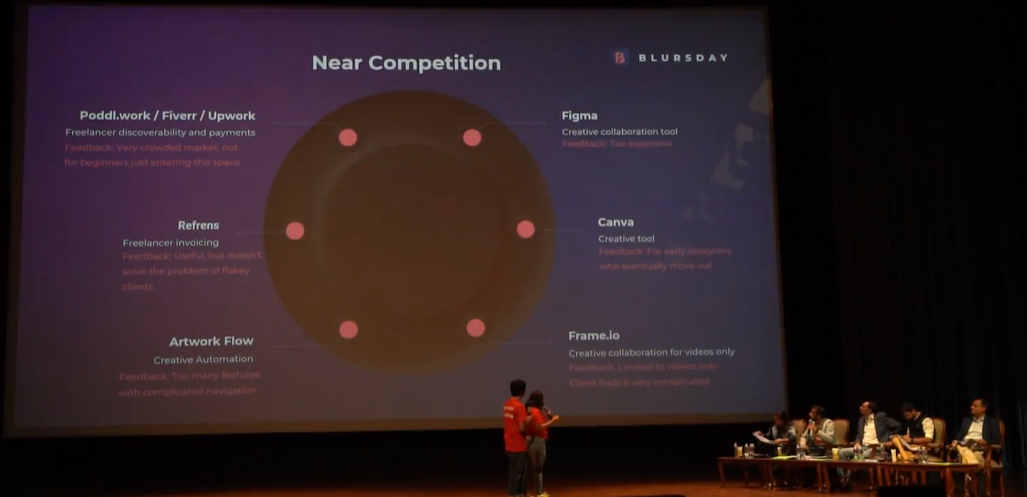 Near Competition
B BLURSDAY
Poddl.work / Fiverr / Upwork
Freelancer discoverability and payments
Feedback: Very crowded market, not
for beginners just entering this space
Figma
Creative collaboration tool
Feedback: Too expensive
Refrens
Freelancer invoicing
Feedback: Useful, but doesn't
solve the problem of flakey
clients
Canva
Creative tool
Feedback: For early designers
who eventually move out
Artwork Flow
Creative Automation
Feedback: Too many features
with complicated navigation
Frame.io
Creative collaboration for videos only
Feedback: Limited to videos only
Client finds it very complicated